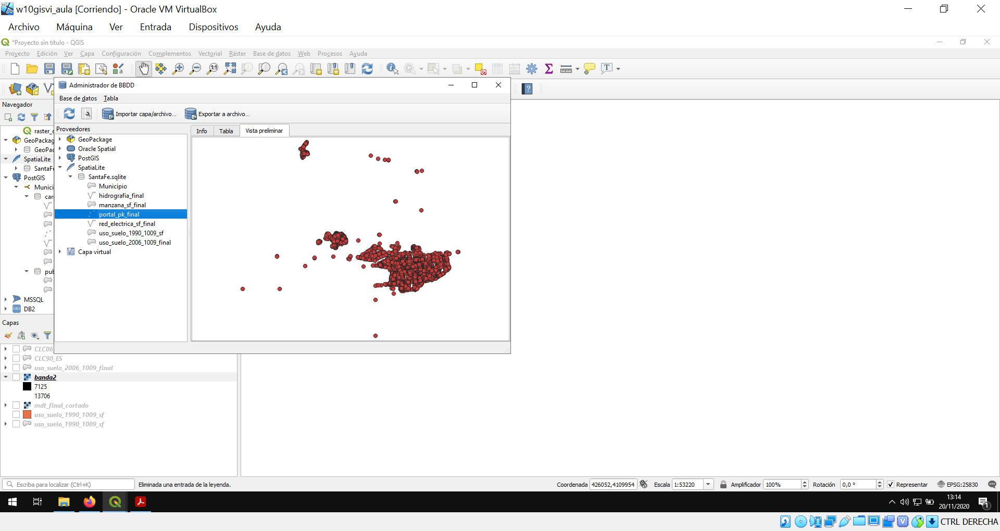 w10gisvi_aula [Corriendo] - Oracle VM VirtualBox
Archivo Máquina Ver Entrada Dispositivos Ayuda
*Proyecto sin título - QGIS
Proyecto Edición Ver Capa Configuración Complementos Vectorial Ráster Base de datos Web Procesos Ayuda
Administrador de BBDD
Base de datos Tabla
Importar capa/archivo... Exportar a archivo...
Navegador
raster_
GeoPackag
GeoPac
SpatiaLite
SantaFe
PostGIS
Munici
car
pub
MSSQL
DB2
DB2
Proveedores
GeoPackage
Oracle Spatial
PostGIS
SpatiaLite
SantaFe.sqlite
Municipio
hidrografia_final
manzana_sf_final
portal_pk_final
red_electrica_sf_final
uso_suelo_1990_1009_sf
uso_suelo_2006_1009_final
Capa virtual
Info Tabla Vista preliminar
Capas
CLC06_
CLC90_ES
uso_suelo_2006_1009_final
banda2
7125
13706
mdt_final_cortado
uso_suelo_1990_1009_sf
uso_suelo_1990_1009_sf
Escriba para localizar (Ctrl+K) Eliminada una entrada de la leyenda. Coordenada 426052,4109954 Escala 1:53220 Amplificador 100% Rotación 0,0 ° Representar EPSG:25830
13:14
20/11/2020
1
CTRL DERECHA